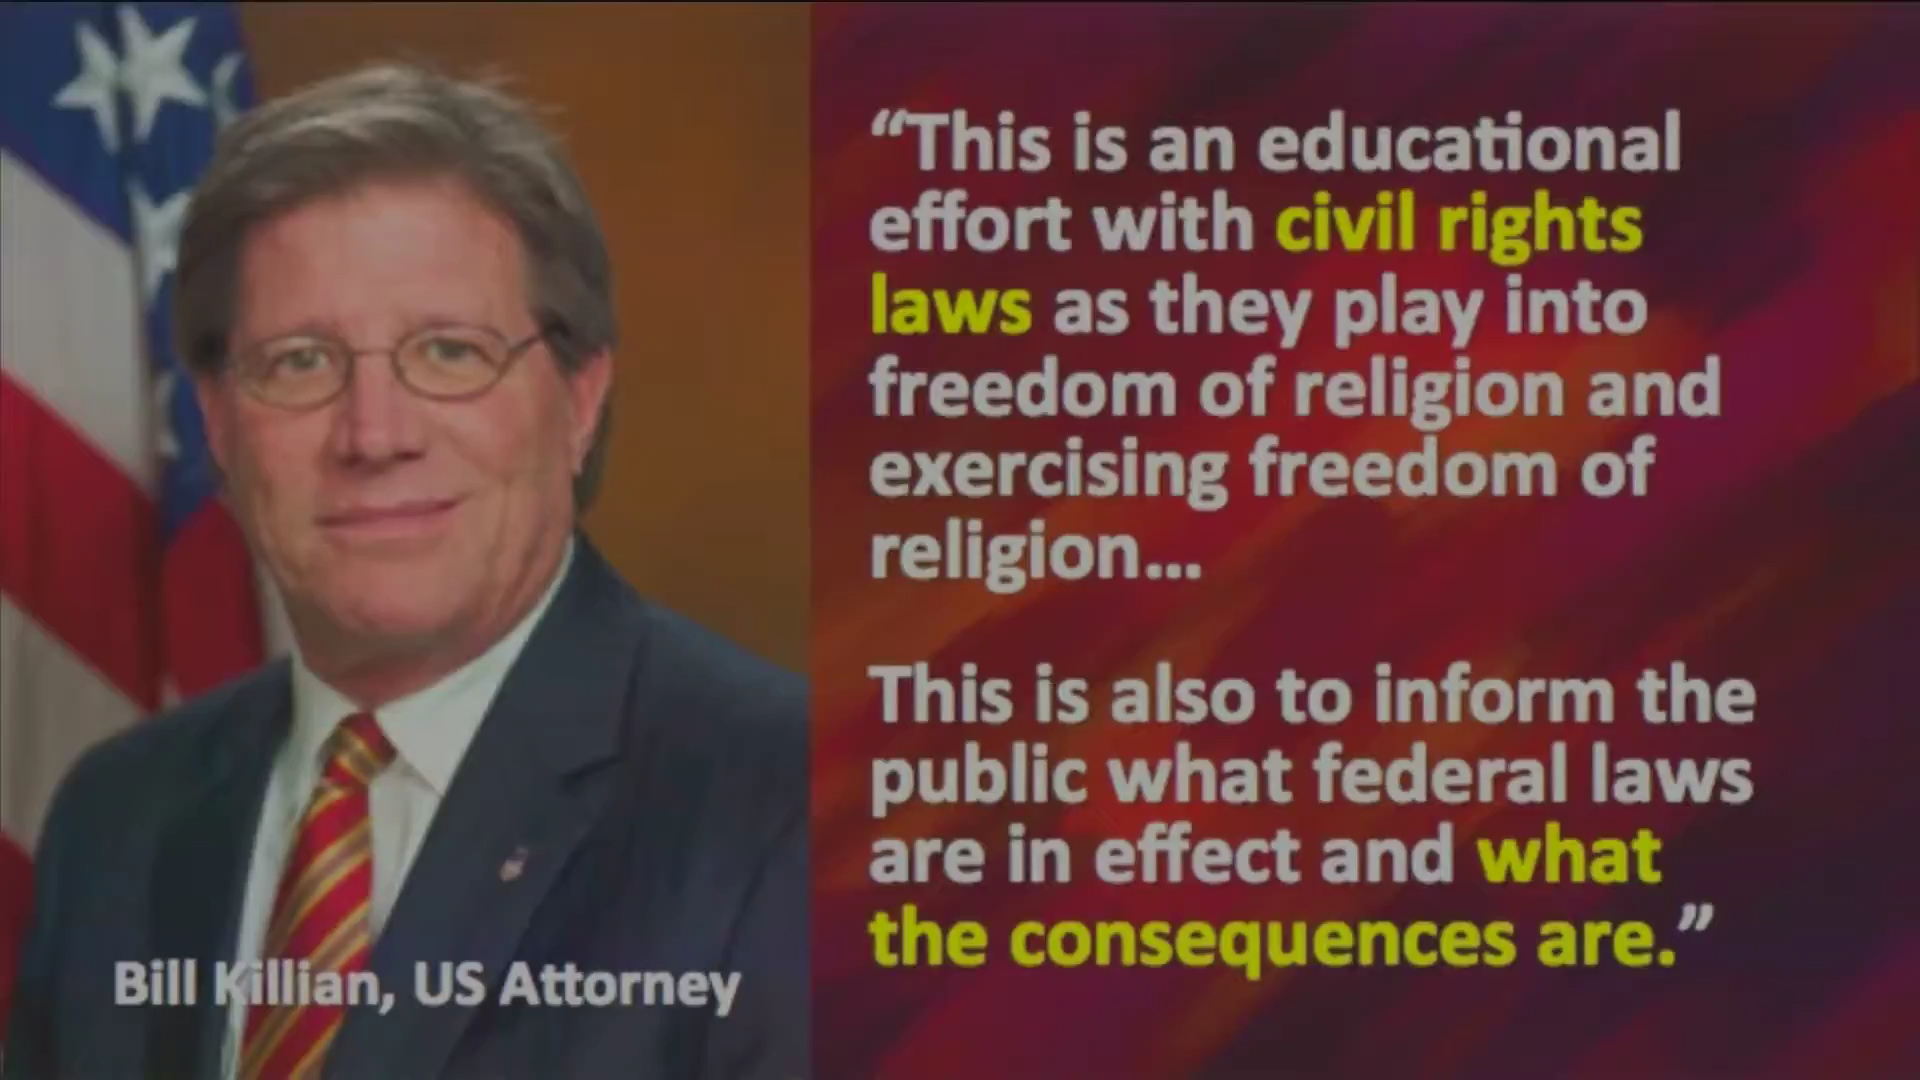 “This is an educational
effort with civil rights
laws as they play into
freedom of religion and
exercising freedom of
religion...
This is also to inform the
public what federal laws
are in effect and what
the consequences are.”
Bill Killian, US Attorney